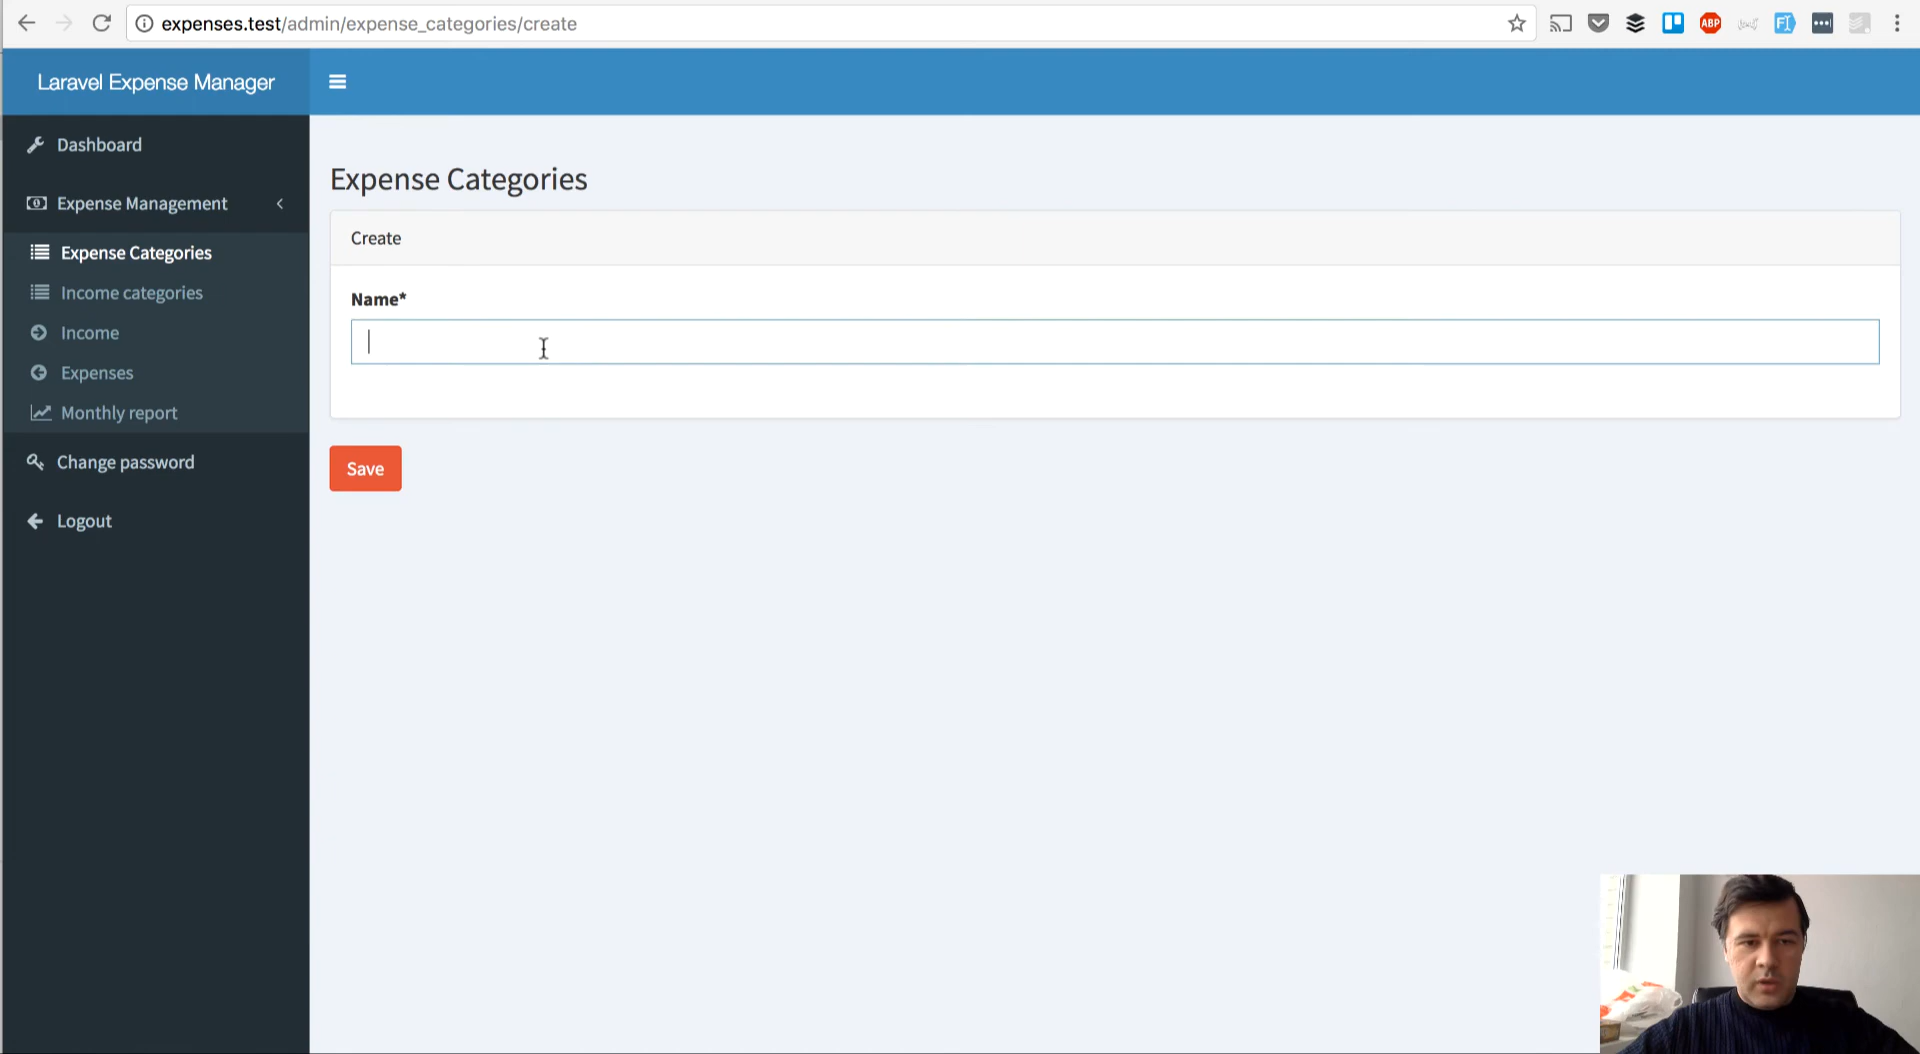 expenses.test/admin/expense_categories/create
ABP
Laravel Expense Manager
Dashboard
Expense Management
Expense Categories
Income categories
Income
Expenses
Monthly report
Change password
Logout
Expense Categories
Create
Name*
Save